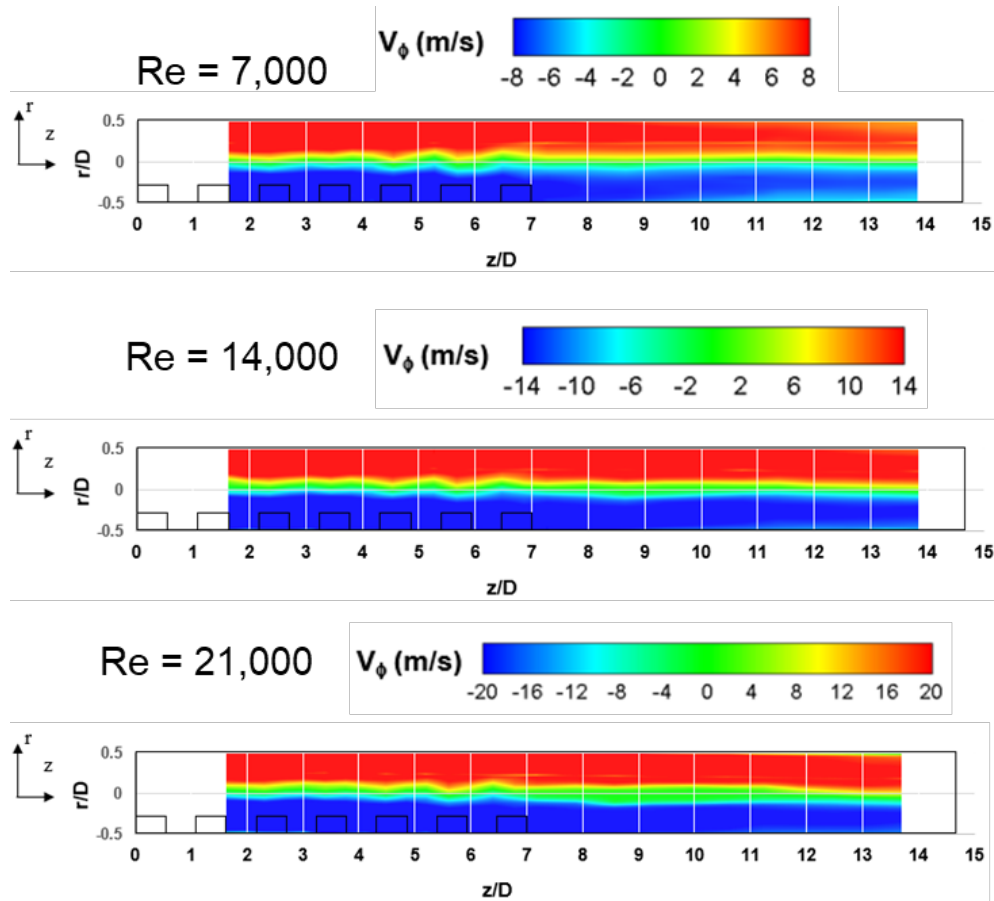 V_ϕ (m/s)
-8 -6 -4 -2 0 2 4 6 8
Re = 7,000
r
z
r/D
0.5
0
-0.5
0 1 2 3 4 5 6 7 8 9 10 11 12 13 14 15
z/D
Re = 14,000
V_ϕ (m/s)
-14 -10 -6 -2 2 6 10 14
r
z
r/D
0.5
0
-0.5
0 1 2 3 4 5 6 7 8 9 10 11 12 13 14 15
z/D
Re = 21,000
V_ϕ (m/s)
-20 -16 -12 -8 -4 0 4 8 12 16 20
r
z
r/D
0.5
0
-0.5
0 1 2 3 4 5 6 7 8 9 10 11 12 13 14 15
z/D